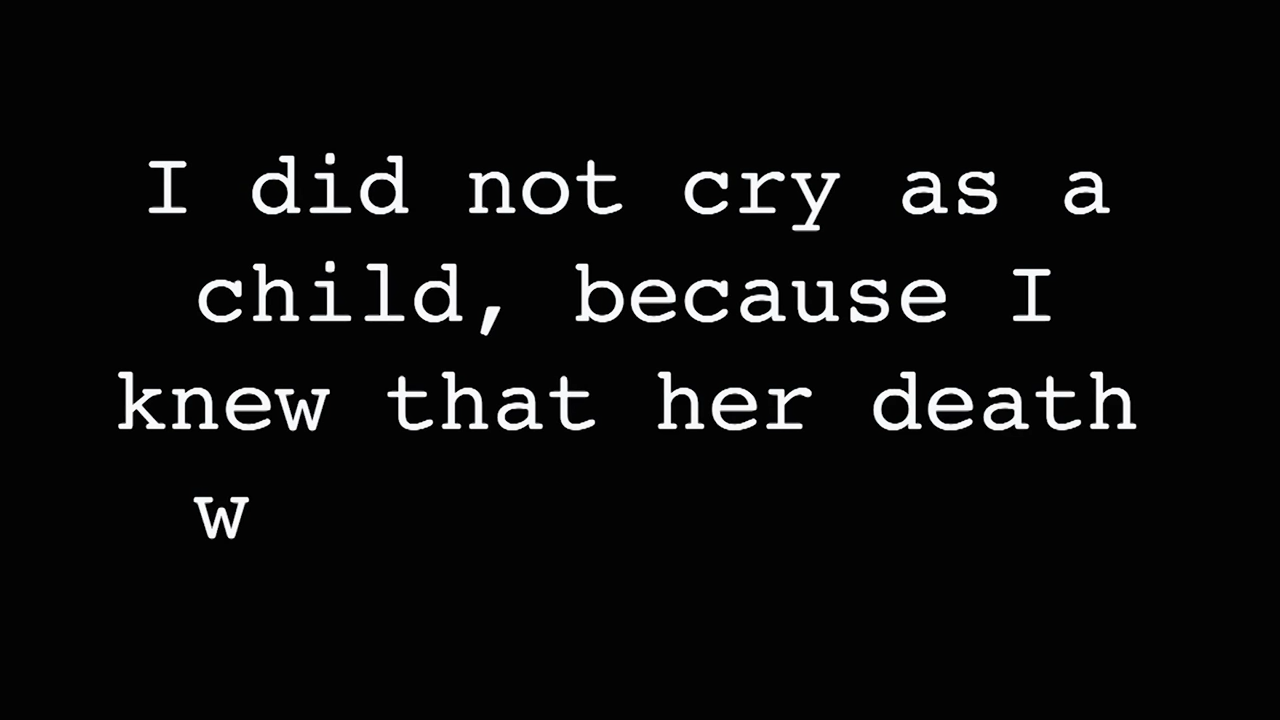 I did not cry as a
child, because I
knew that her death
w